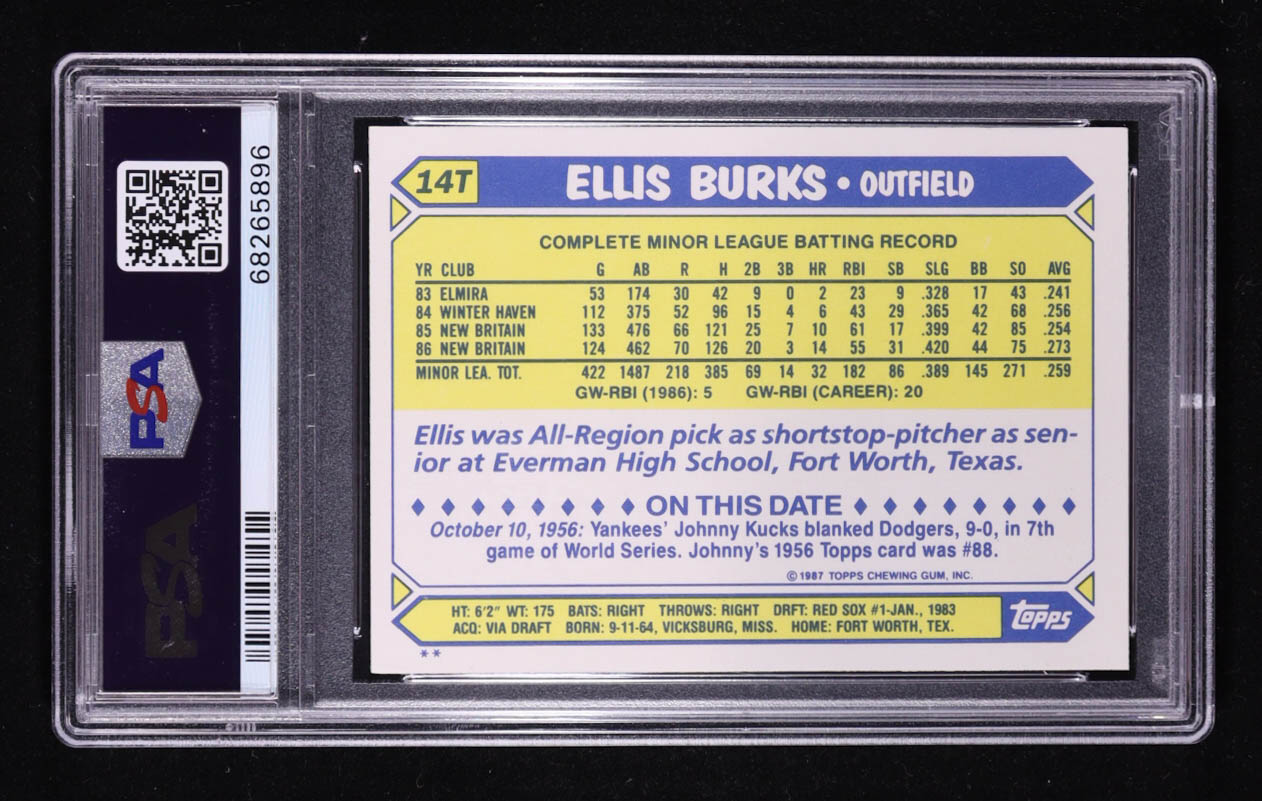 68265896
PSA
PSA
14T
ELLIS BURKS • OUTFIELD
COMPLETE MINOR LEAGUE BATTING RECORD
YR CLUB G AB R H 2B 3B HR RBI SB SLG BB SO AVG
83 ELMIRA 53 174 30 42 9 0 2 23 9 .328 17 43 .241
84 WINTER HAVEN 112 375 52 96 15 4 6 43 29 .365 42 68 .256
85 NEW BRITAIN 133 476 66 121 25 7 10 61 17 .399 42 85 .254
86 NEW BRITAIN 124 462 70 126 20 3 14 55 31 .420 44 75 .273
MINOR LEA. TOT. 422 1487 218 385 69 14 32 182 86 .389 145 271 .259
GW-RBI (1986): 5 GW-RBI (CAREER): 20
Ellis was All-Region pick as shortstop-pitcher as sen-
ior at Everman High School, Fort Worth, Texas.
ON THIS DATE
October 10, 1956: Yankees' Johnny Kucks blanked Dodgers, 9-0, in 7th
game of World Series. Johnny's 1956 Topps card was #88.
©1987 TOPPS CHEWING GUM, INC.
HT: 6'2" WT: 175 BATS: RIGHT THROWS: RIGHT DRFT: RED SOX #1-JAN., 1983
ACQ: VIA DRAFT BORN: 9-11-64, VICKSBURG, MISS. HOME: FORT WORTH, TEX.
topps
**